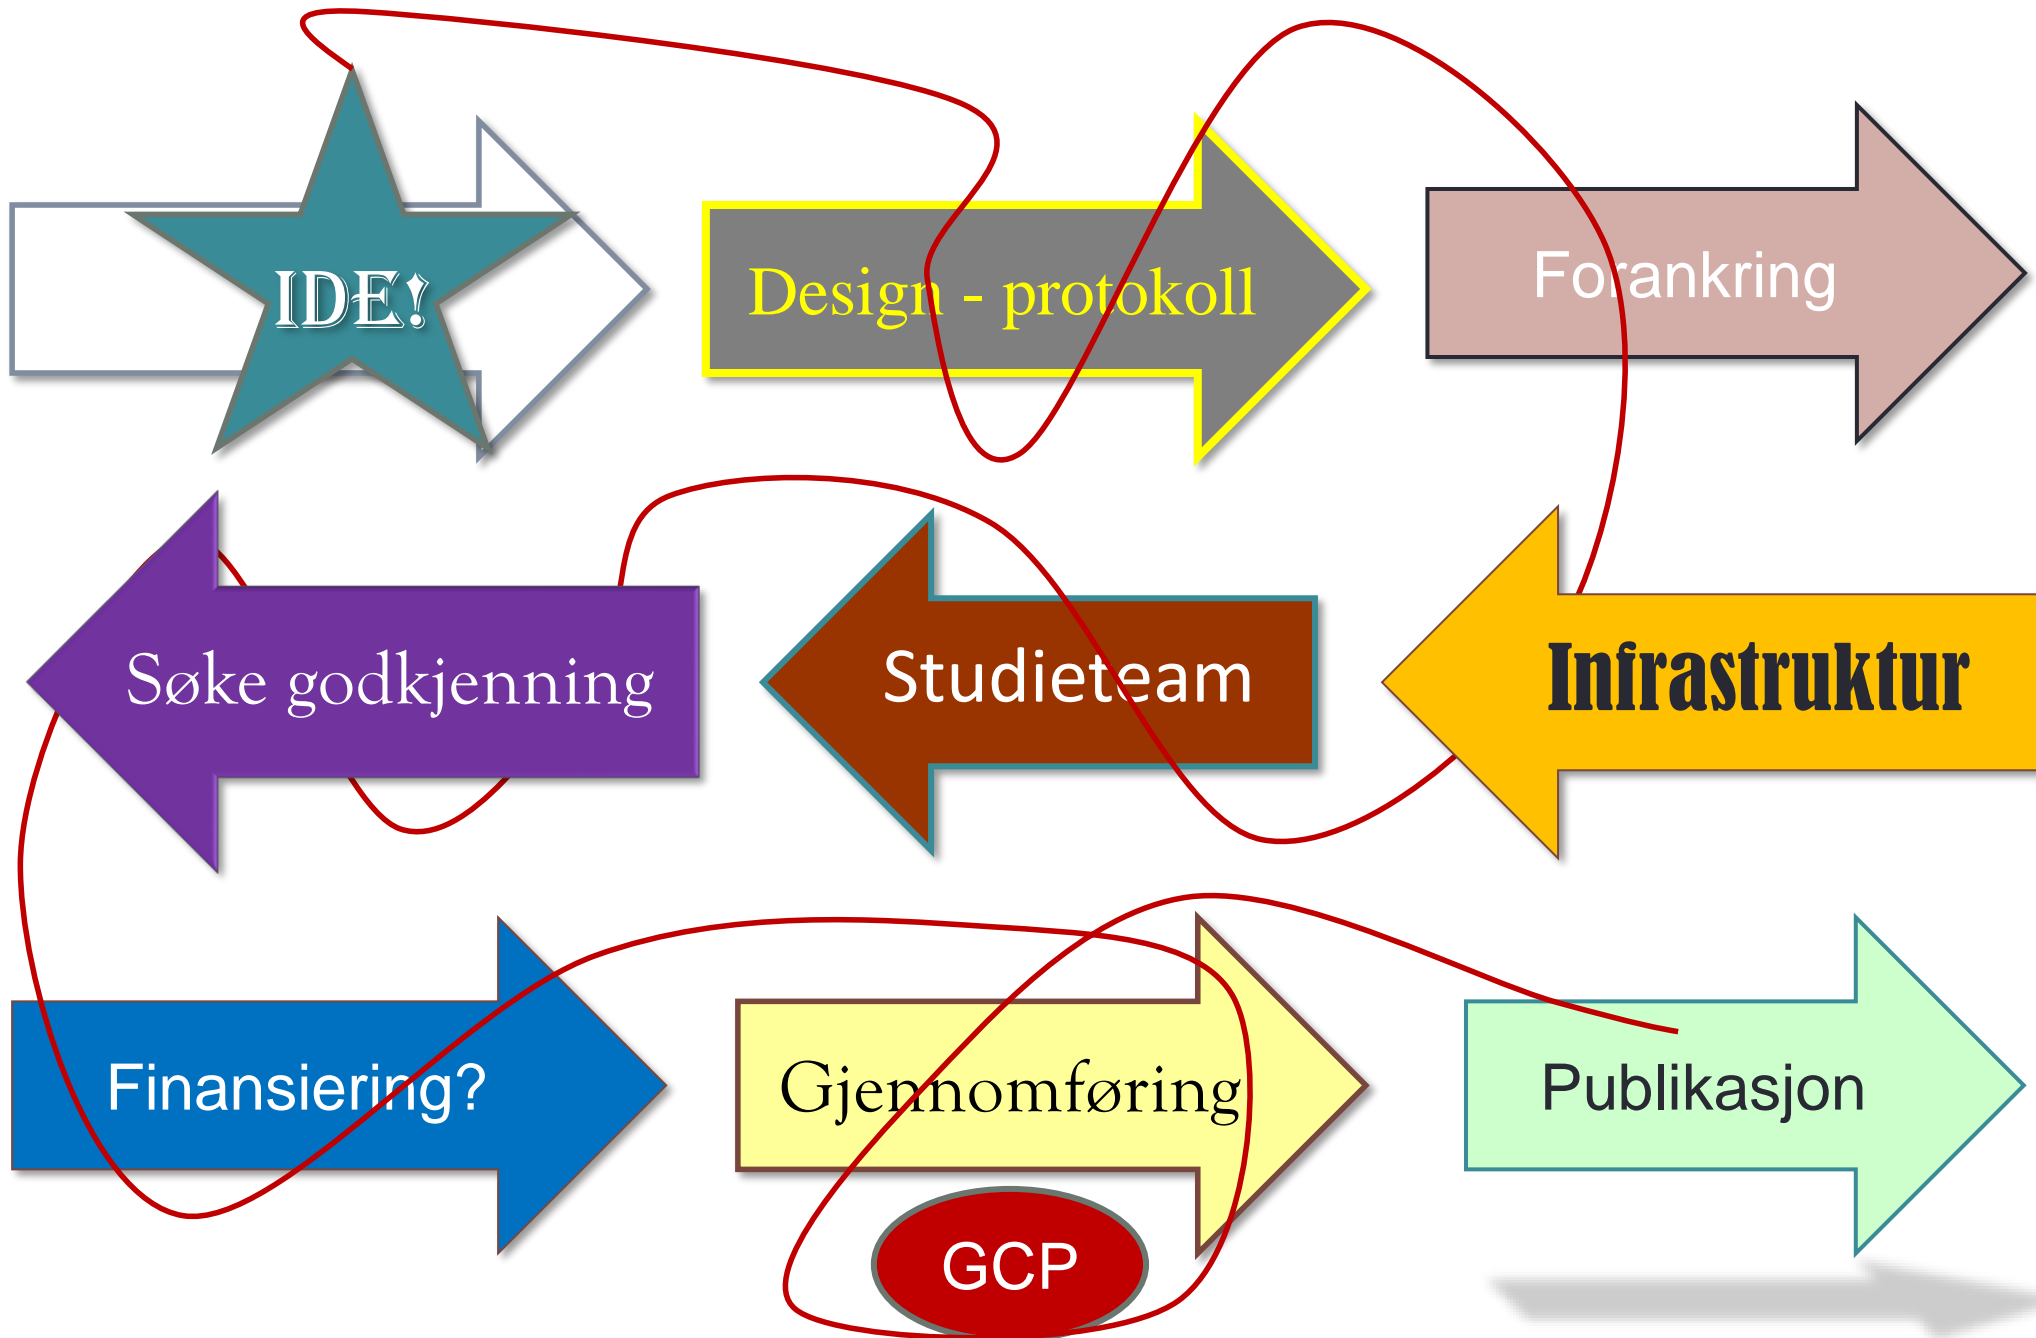 IDE!
Design - protokoll
Forankring
Infrastruktur
Studieteam
Søke godkjenning
Finansiering?
Gjennomføring
GCP
Publikasjon